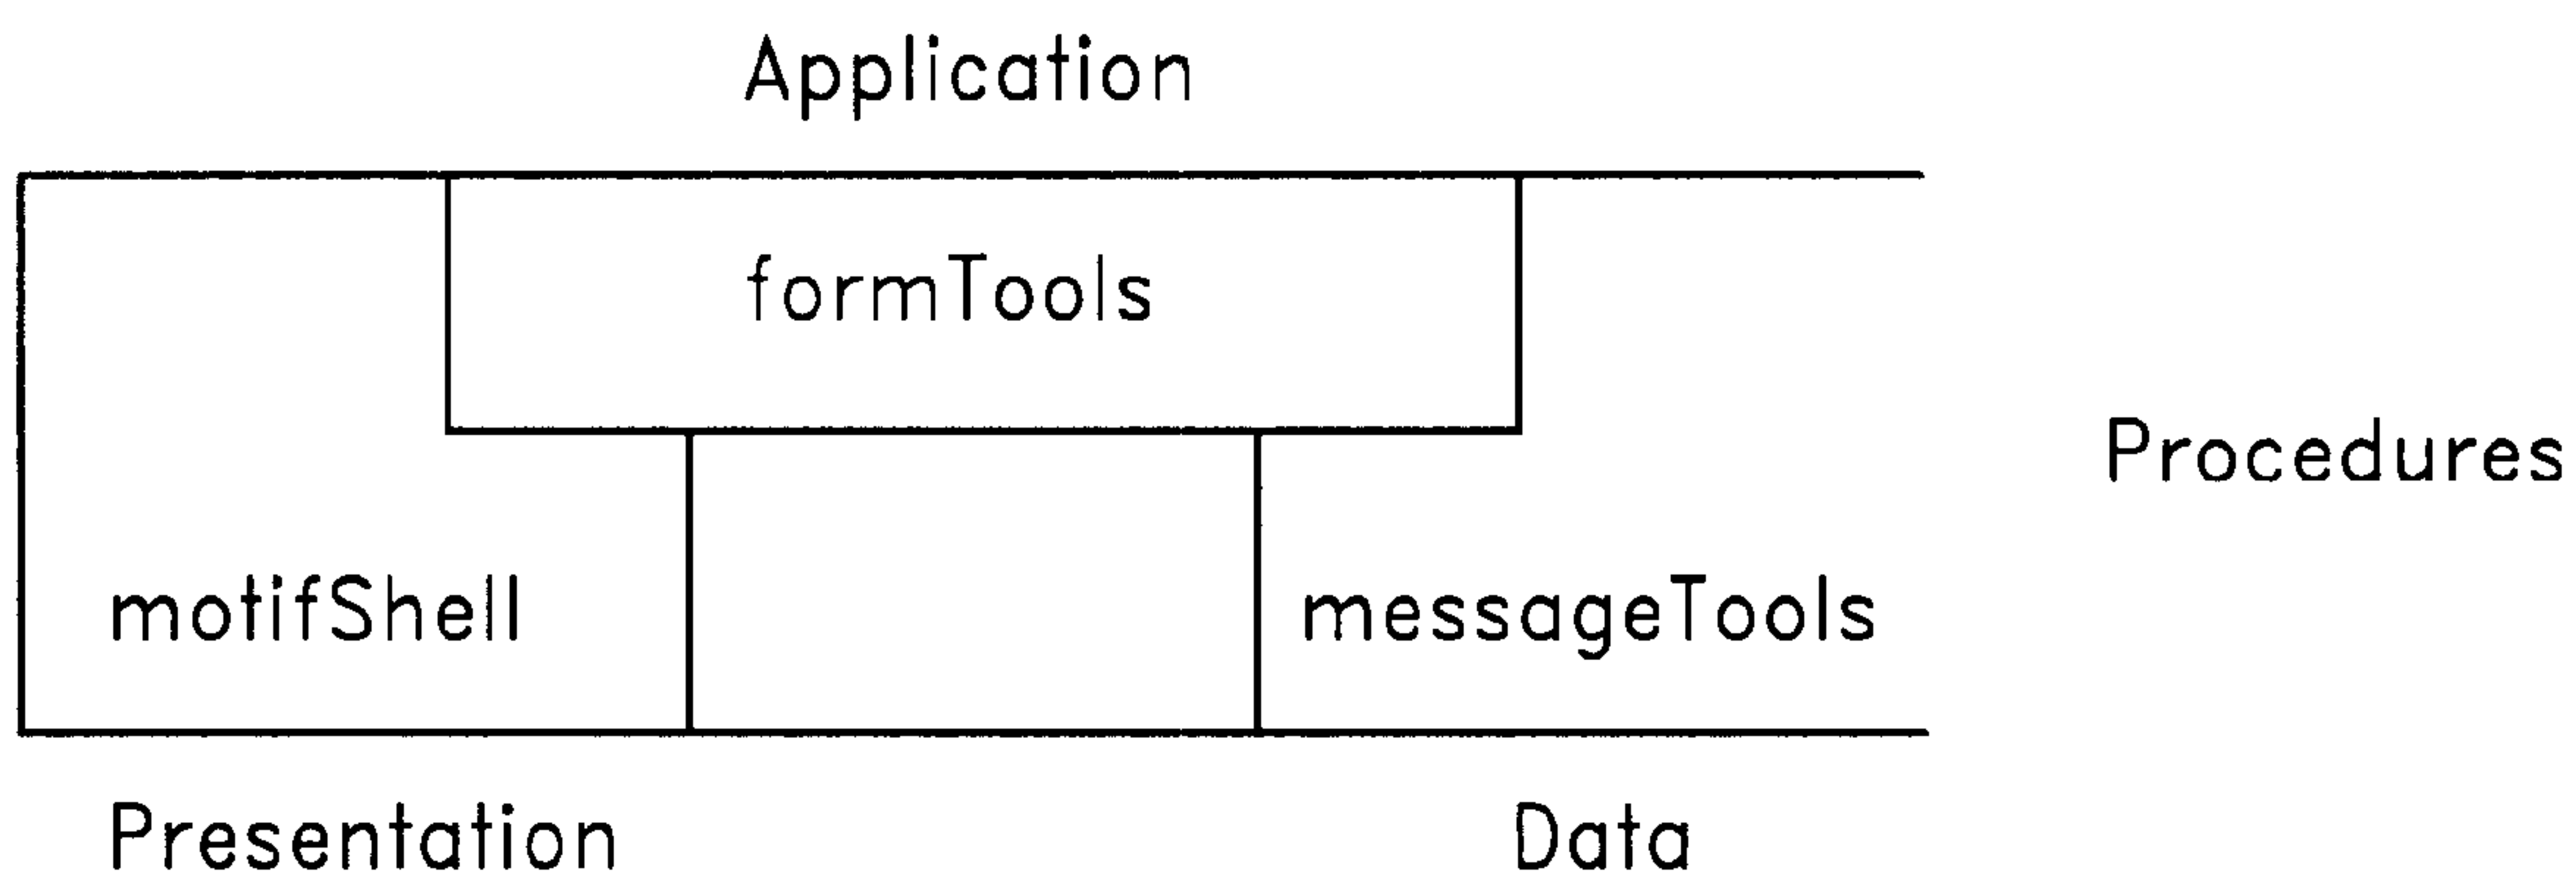 Application
formTools
Procedures
motifShell
messageTools
Presentation
Data